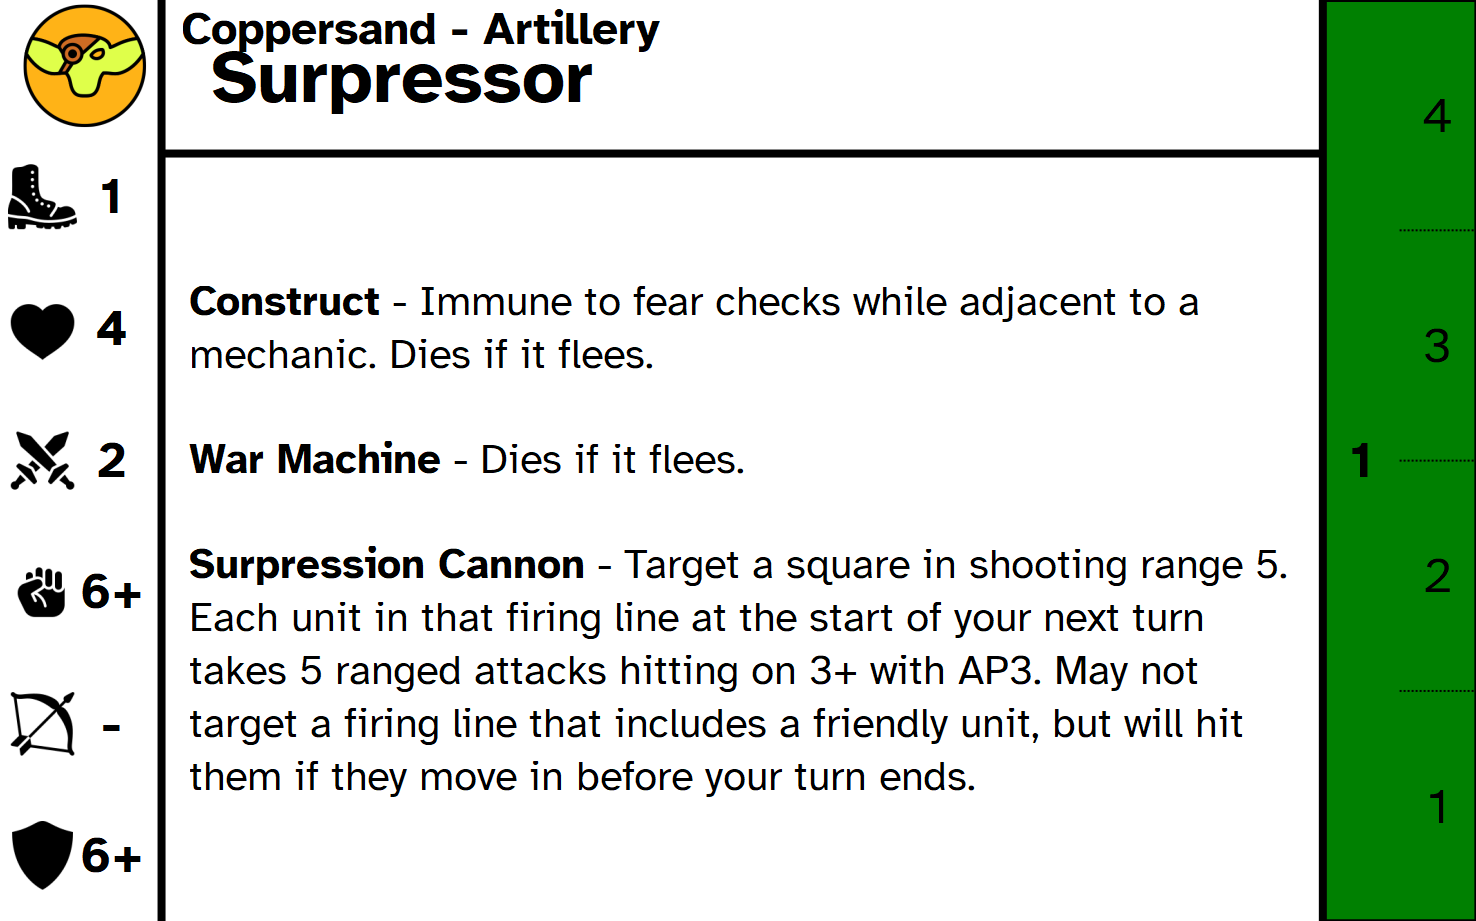 Coppersand - Artillery
Surpressor
1
4
2
6+
-
6+
Construct - Immune to fear checks while adjacent to a
mechanic. Dies if it flees.
War Machine - Dies if it flees.
Surpression Cannon - Target a square in shooting range 5.
Each unit in that firing line at the start of your next turn
takes 5 ranged attacks hitting on 3+ with AP3. May not
target a firing line that includes a friendly unit, but will hit
them if they move in before your turn ends.
4
3
1
2
1